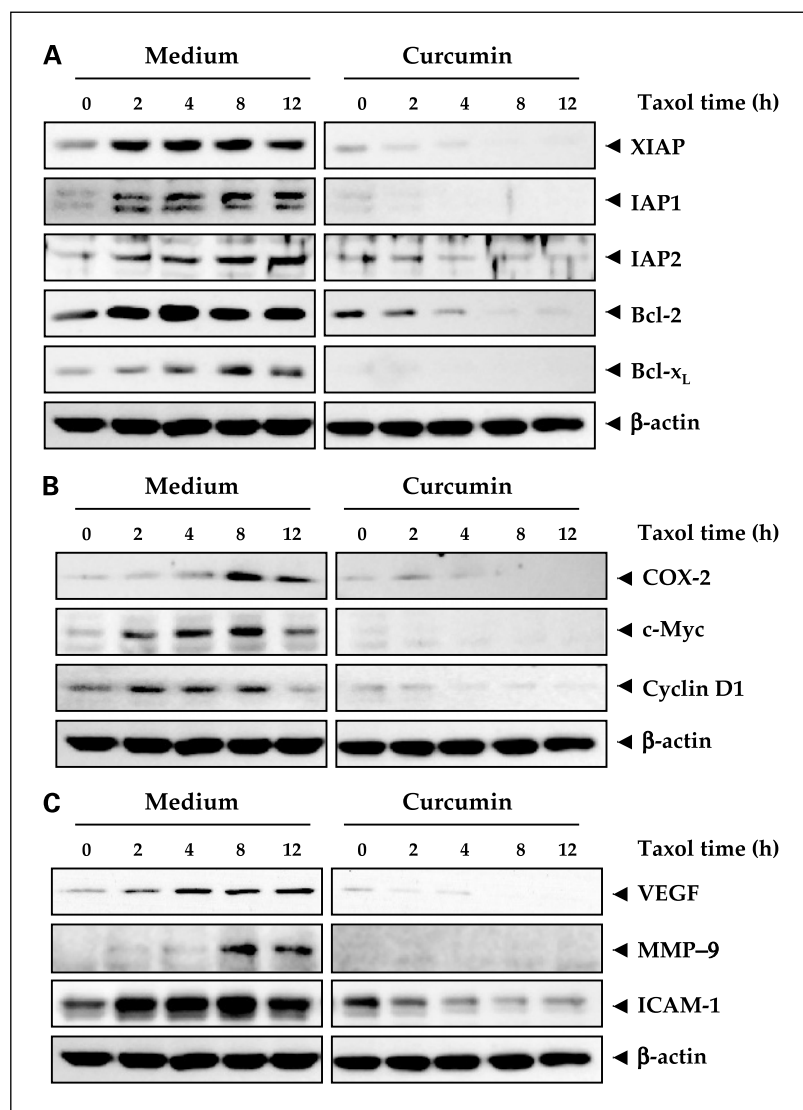 A
Medium Curcumin
0 2 4 8 12 0 2 4 8 12 Taxol time (h)
XIAP
IAP1
IAP2
Bcl-2
Bcl-xL
β-actin
B
Medium Curcumin
0 2 4 8 12 0 2 4 8 12 Taxol time (h)
COX-2
c-Myc
Cyclin D1
β-actin
C
Medium Curcumin
0 2 4 8 12 0 2 4 8 12 Taxol time (h)
VEGF
MMP–9
ICAM-1
β-actin